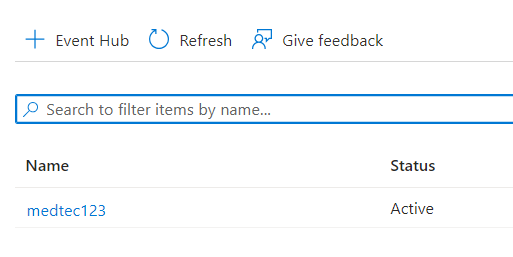 Event Hub Refresh Give feedback
Search to filter items by name...
Name Status
medtec123 Active